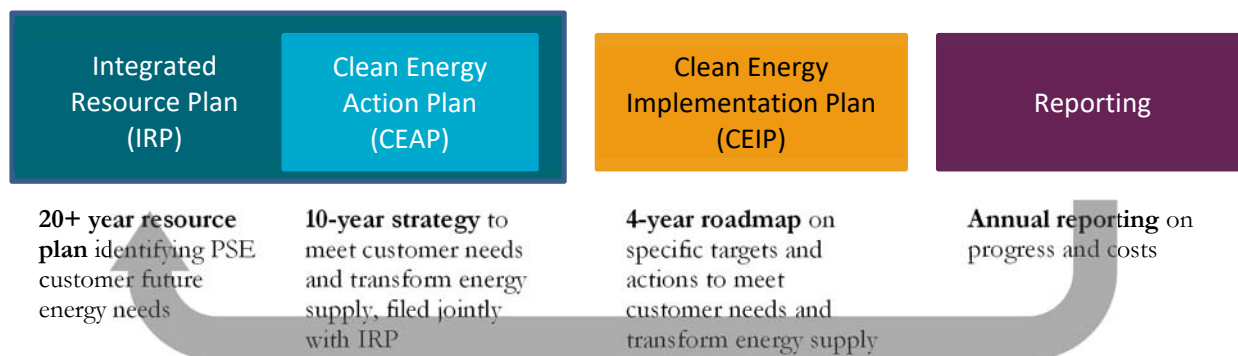 Integrated
Resource Plan
(IRP)
Clean Energy
Action Plan
(CEAP)
Clean Energy
Implementation Plan
(CEIP)
Reporting
20+ year resource
plan identifying PSE
customer future
energy needs
10-year strategy to
meet customer needs
and transform energy
supply, filed jointly
with IRP
4-year roadmap on
specific targets and
actions to meet
customer needs and
transform energy supply
Annual reporting on
progress and costs